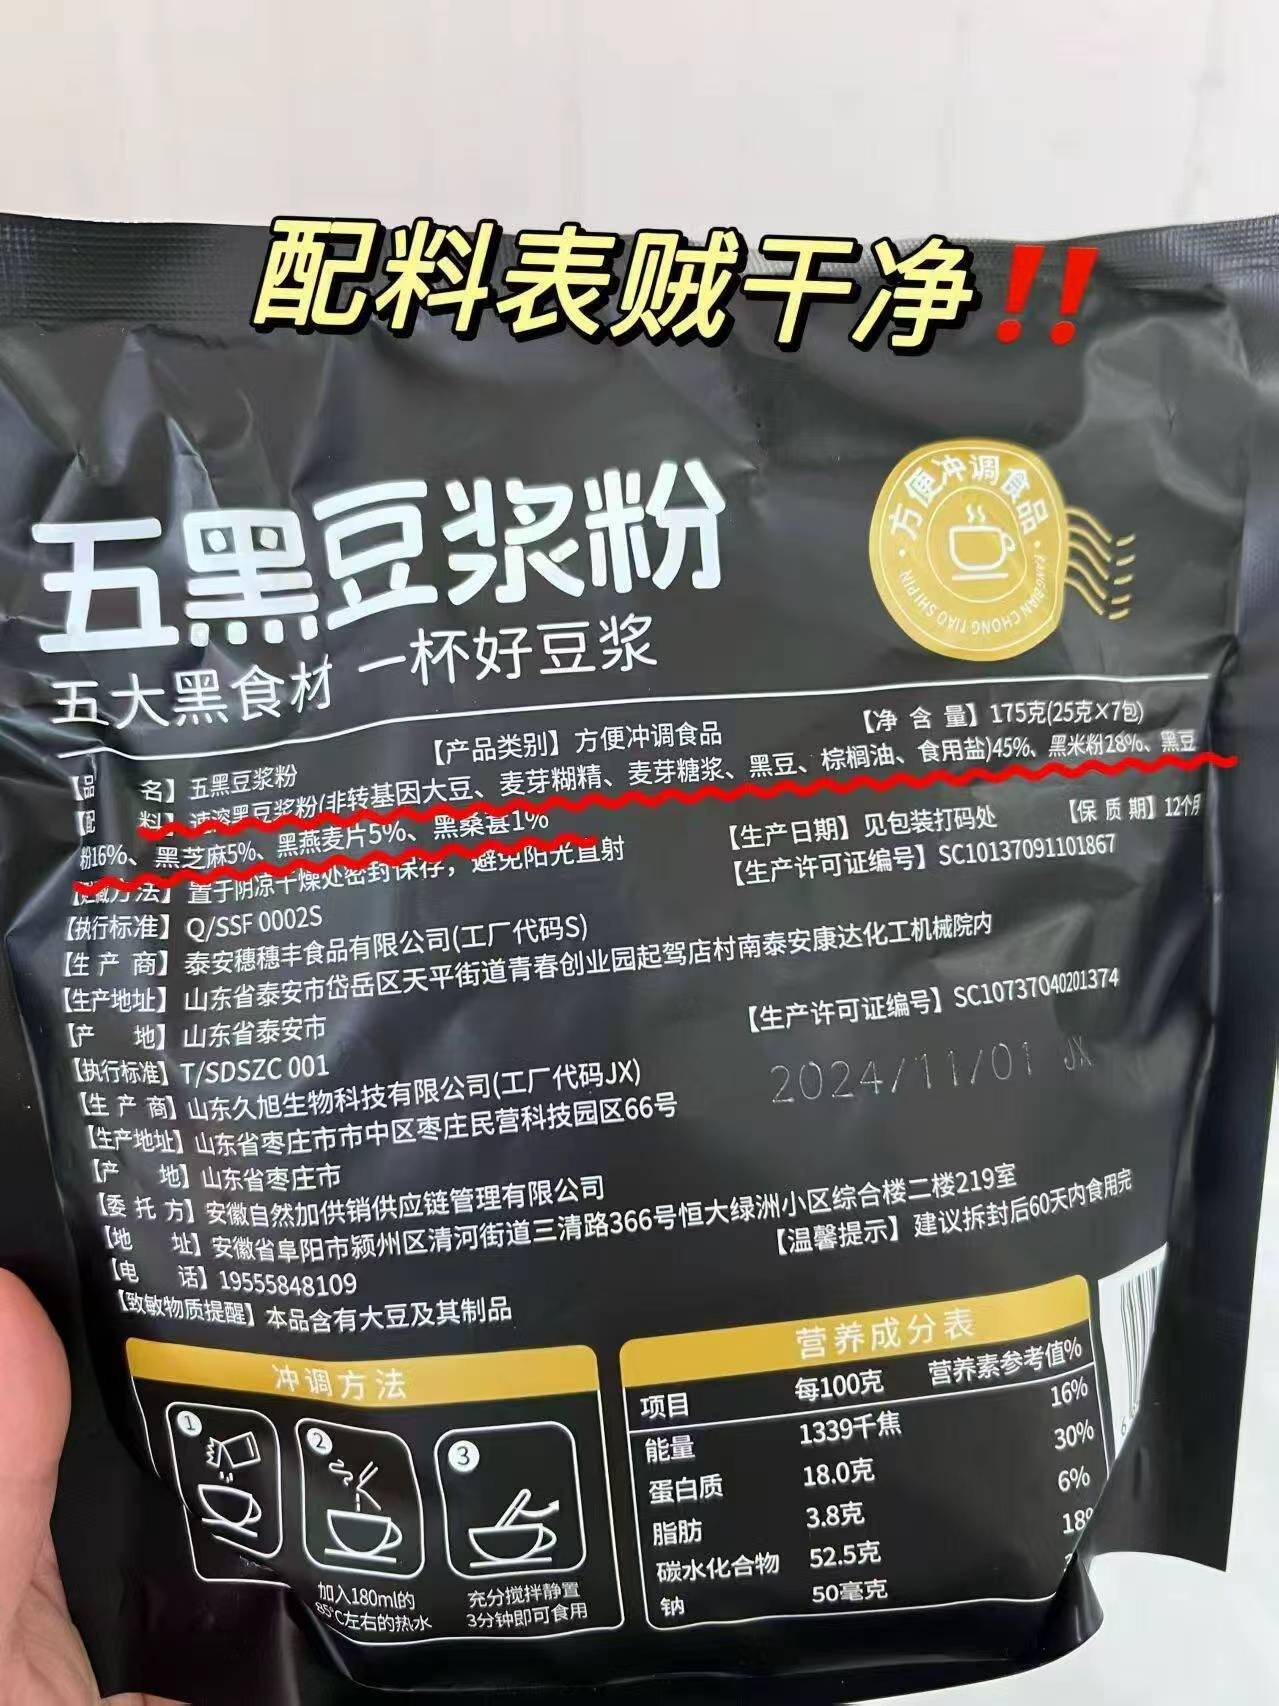 配料表贼干净!!
五黑豆浆粉
五大黑食材 一杯好豆浆
·方便冲调食品·
FANG BIAN CHONG TIAO SHI PIN
【品 名】五黑豆浆粉 【产品类别】方便冲调食品 【净 含 量】175克(25克×7包)
【配 料】速溶黑豆浆粉(非转基因大豆、麦芽糊精、麦芽糖浆、黑豆、棕榈油、食用盐)45%、黑米粉28%、黑豆
粉16%、黑芝麻5%、黑燕麦片5%、黑桑葚1%
【贮藏方法】置于阴凉干燥处密封保存，避免阳光直射 【生产日期】见包装打码处 【保 质 期】12个月
【执行标准】Q/SSF 0002S 【生产许可证编号】SC10137091101867
【生 产 商】泰安穗穗丰食品有限公司(工厂代码S)
【生产地址】山东省泰安市岱岳区天平街道青春创业园起驾店村南泰安康达化工机械院内
【产 地】山东省泰安市
【执行标准】T/SDSZC 001 【生产许可证编号】SC10737040201374
【生 产 商】山东久旭生物科技有限公司(工厂代码JX)
2024/11/01 JX
【生产地址】山东省枣庄市市中区枣庄民营科技园区66号
【产 地】山东省枣庄市
【委 托 方】安徽自然加供销供应链管理有限公司
【地 址】安徽省阜阳市颍州区清河街道三清路366号恒大绿洲小区综合楼二楼219室
【电 话】19555848109 【温馨提示】建议拆封后60天内食用完
【致敏物质提醒】本品含有大豆及其制品
冲调方法
1
2
3
加入180ml的
85℃左右的热水
充分搅拌静置
3分钟即可食用
营养成分表
项目 每100克 营养素参考值%
能量 1339千焦 16%
蛋白质 18.0克 30%
脂肪 3.8克 6%
碳水化合物 52.5克 18%
钠 50毫克